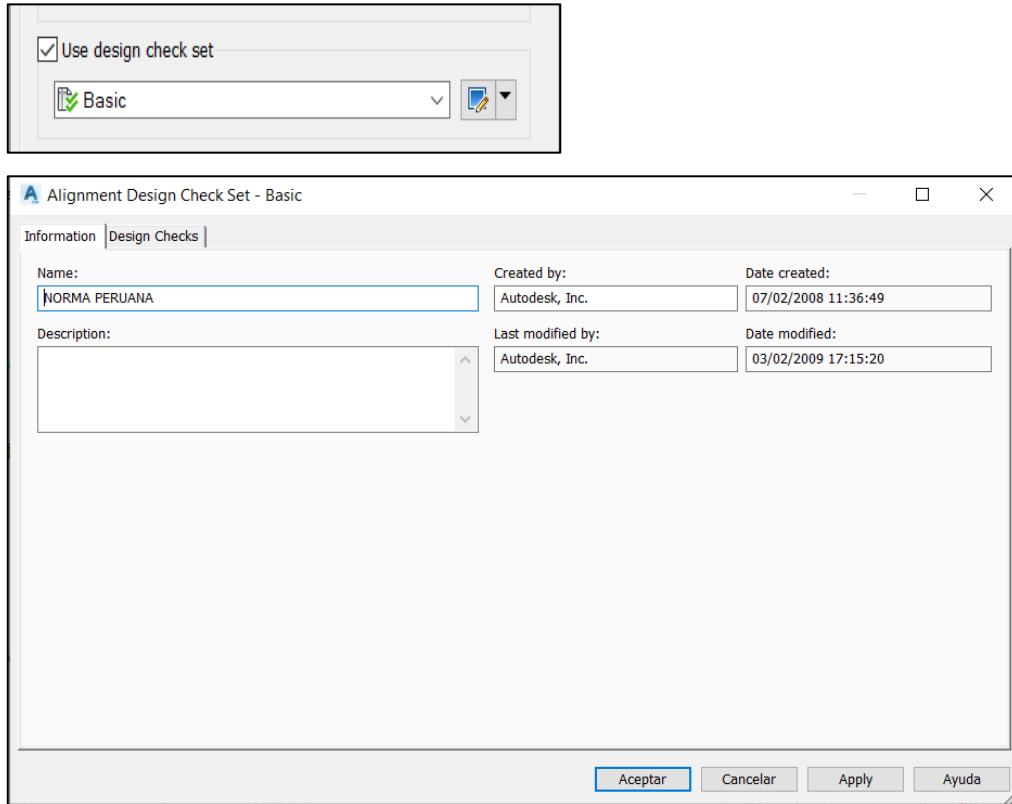 Use design check set
Basic
Alignment Design Check Set - Basic
Information Design Checks
Name: Created by: Date created:
NORMA PERUANA Autodesk, Inc. 07/02/2008 11:36:49
Description: Last modified by: Date modified:
Autodesk, Inc. 03/02/2009 17:15:20
Aceptar Cancelar Apply Ayuda